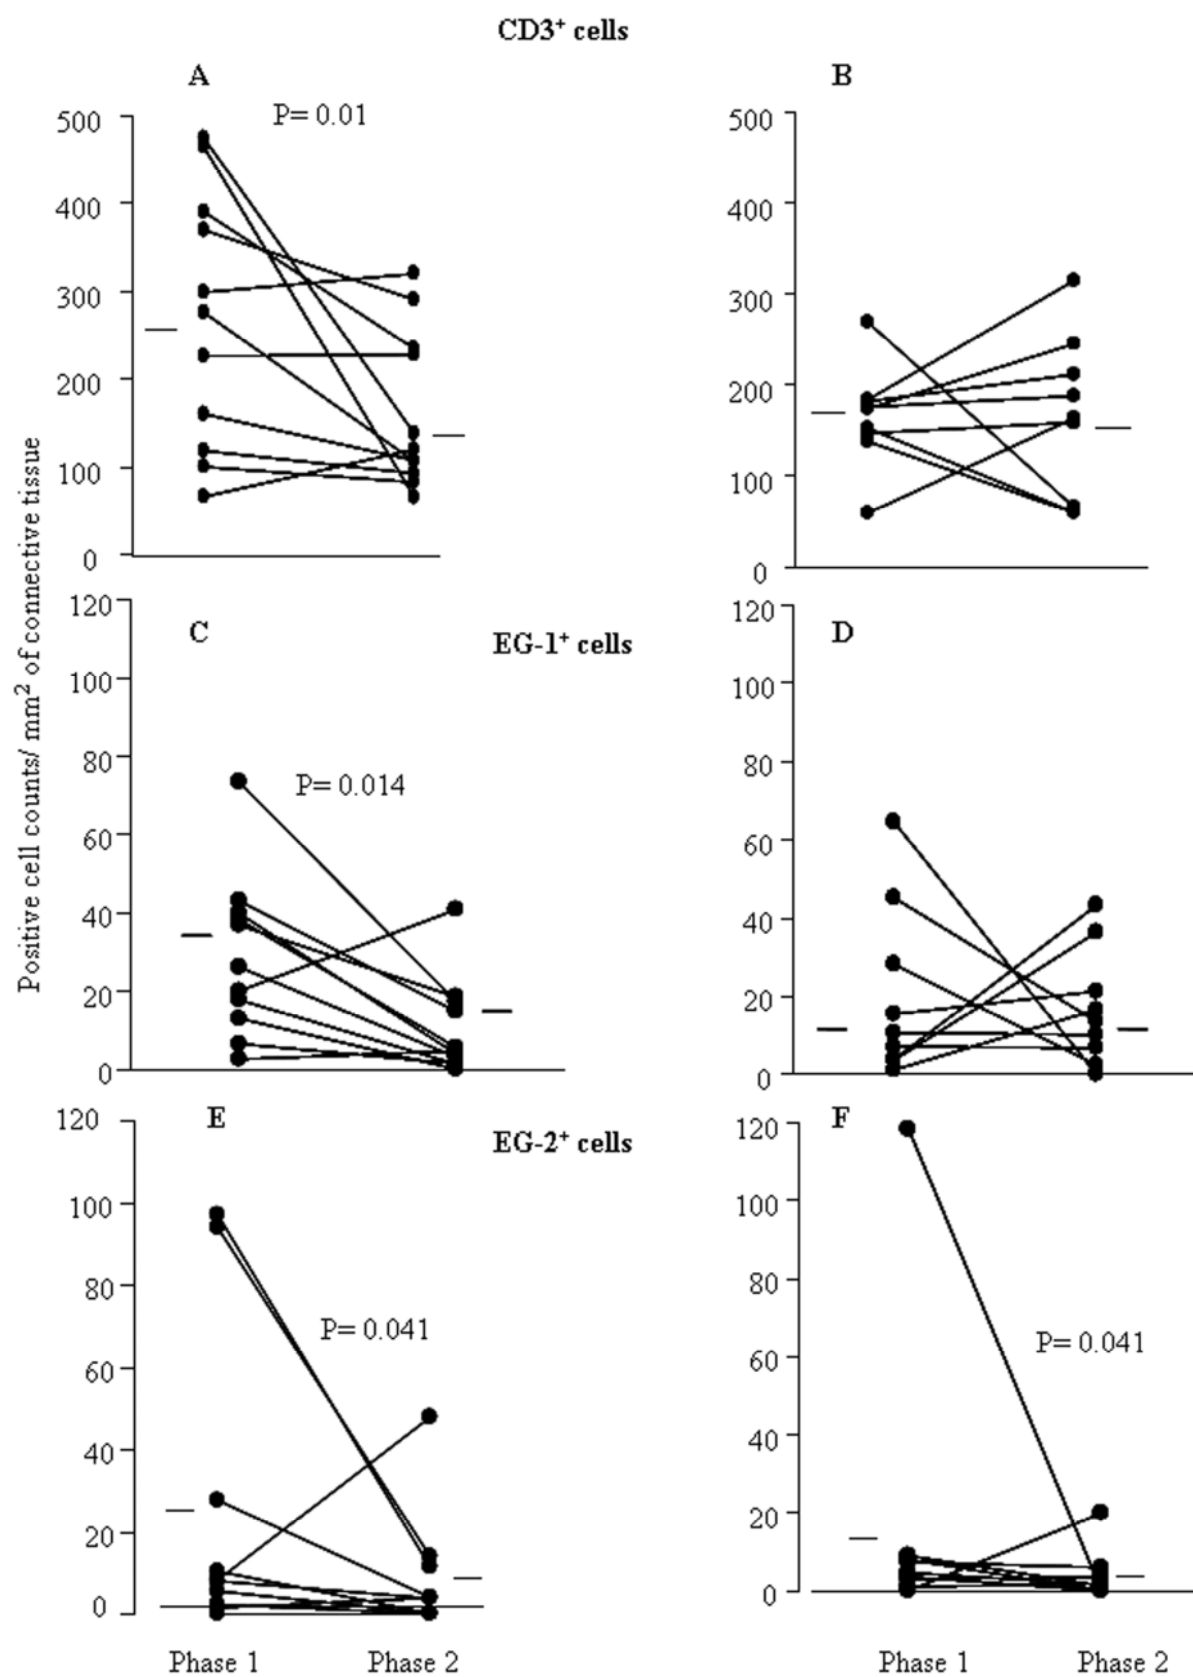 CD3⁺ cells
A
B
P= 0.01
500
400
300
200
100
0
500
400
300
200
100
0
Positive cell counts/ mm² of connective tissue
C
EG-1⁺ cells
D
P= 0.014
120
100
80
60
40
20
0
120
100
80
60
40
20
0
E
EG-2⁺ cells
F
P= 0.041
P= 0.041
120
100
80
60
40
20
0
120
100
80
60
40
20
0
Phase 1
Phase 2
Phase 1
Phase 2